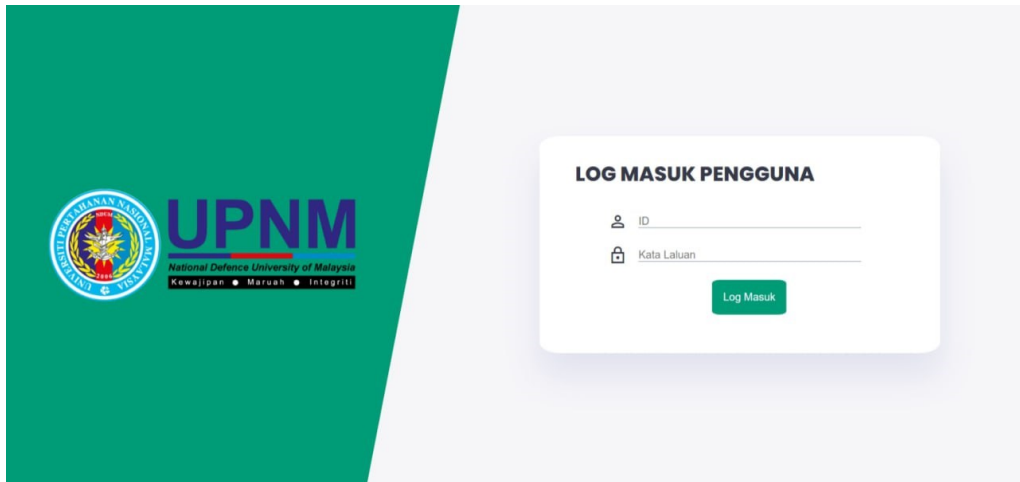 UNIVERSITI PERTAHANAN NASIONAL MALAYSIA
UPNM
National Defence University of Malaysia
Kewajipan ● Maruah ● Integriti
LOG MASUK PENGGUNA
ID
Kata Laluan
Log Masuk